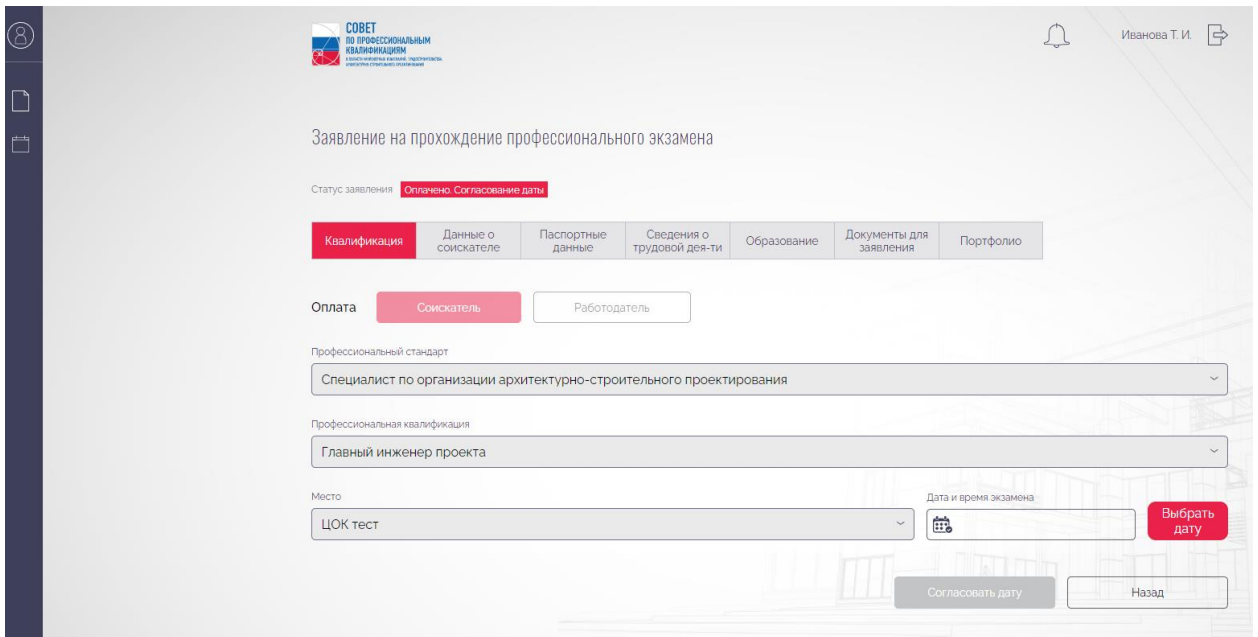 СОВЕТ
ПО ПРОФЕССИОНАЛЬНЫМ
КВАЛИФИКАЦИЯМ
Иванова Т. И.
Заявление на прохождение профессионального экзамена
Статус заявления Оплачено. Согласование даты
Квалификация
Данные о
соискателе
Паспортные
данные
Сведения о
трудовой дея-ти
Образование
Документы для
заявления
Портфолио
Оплата Соискатель Работодатель
Профессиональный стандарт
Специалист по организации архитектурно-строительного проектирования
Профессиональная квалификация
Главный инженер проекта
Место
ЦОК тест
Дата и время экзамена
Выбрать
дату
Согласовать дату
Назад